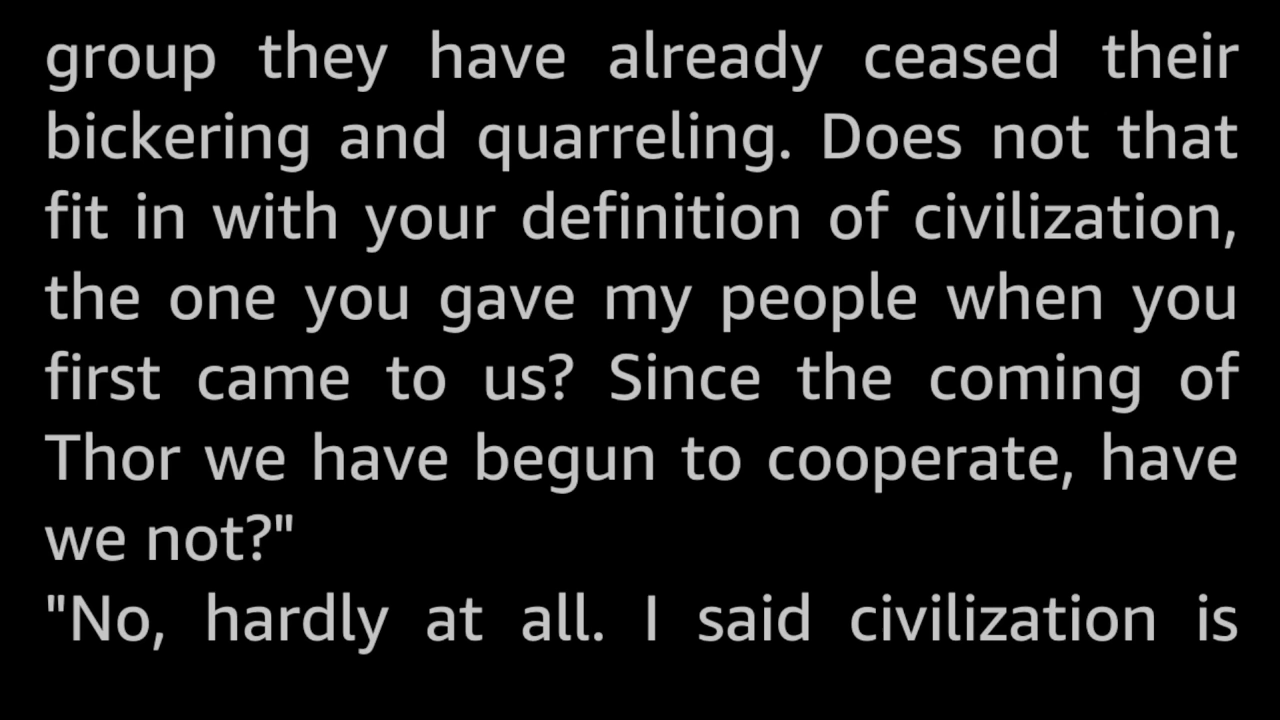 group they have already ceased their
bickering and quarreling. Does not that
fit in with your definition of civilization,
the one you gave my people when you
first came to us? Since the coming of
Thor we have begun to cooperate, have
we not?"
"No, hardly at all. I said civilization is